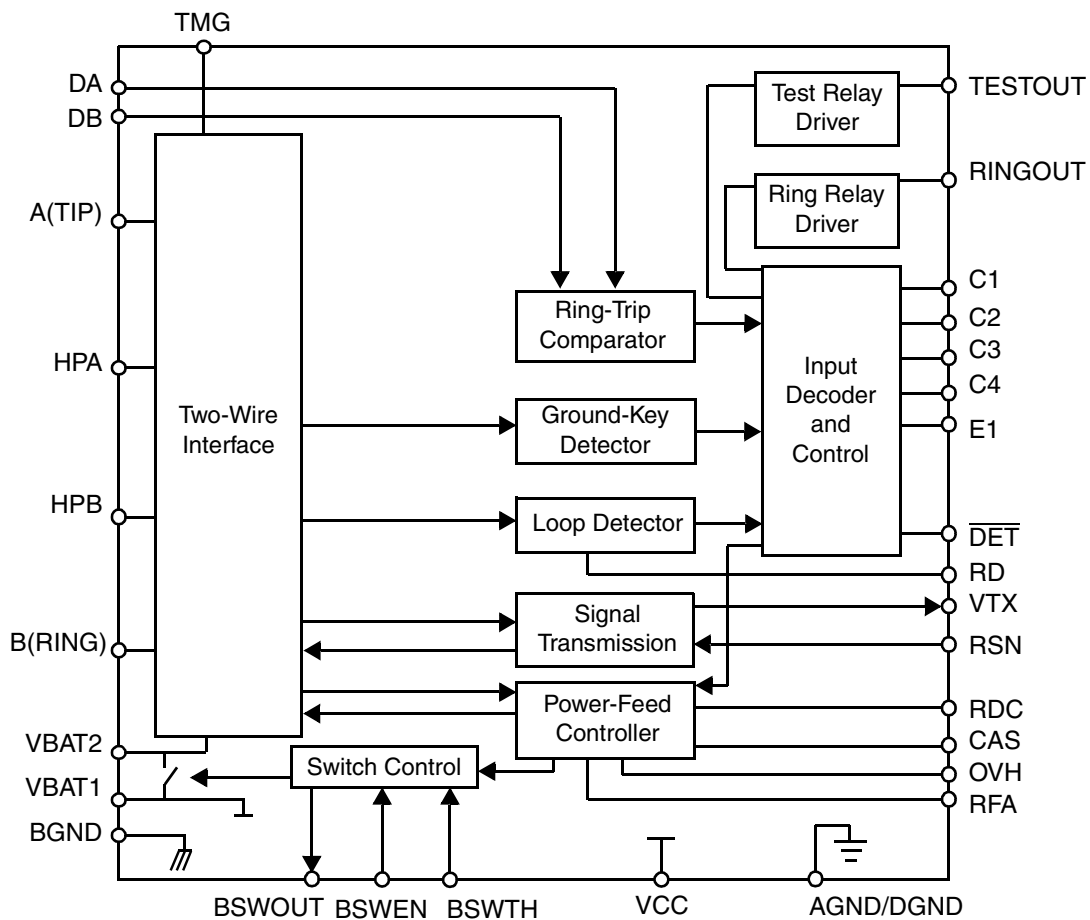 TMG
DA
DB
A(TIP)
HPA
HPB
B(RING)
VBAT2
VBAT1
BGND
Two-Wire
Interface
Ring-Trip
Comparator
Ground-Key
Detector
Loop Detector
Signal
Transmission
Power-Feed
Controller
Switch Control
Test Relay
Driver
Ring Relay
Driver
Input
Decoder
and
Control
TESTOUT
RINGOUT
C1
C2
C3
C4
E1
DET
RD
VTX
RSN
RDC
CAS
OVH
RFA
BSWOUT
BSWEN
BSWTH
VCC
AGND/DGND